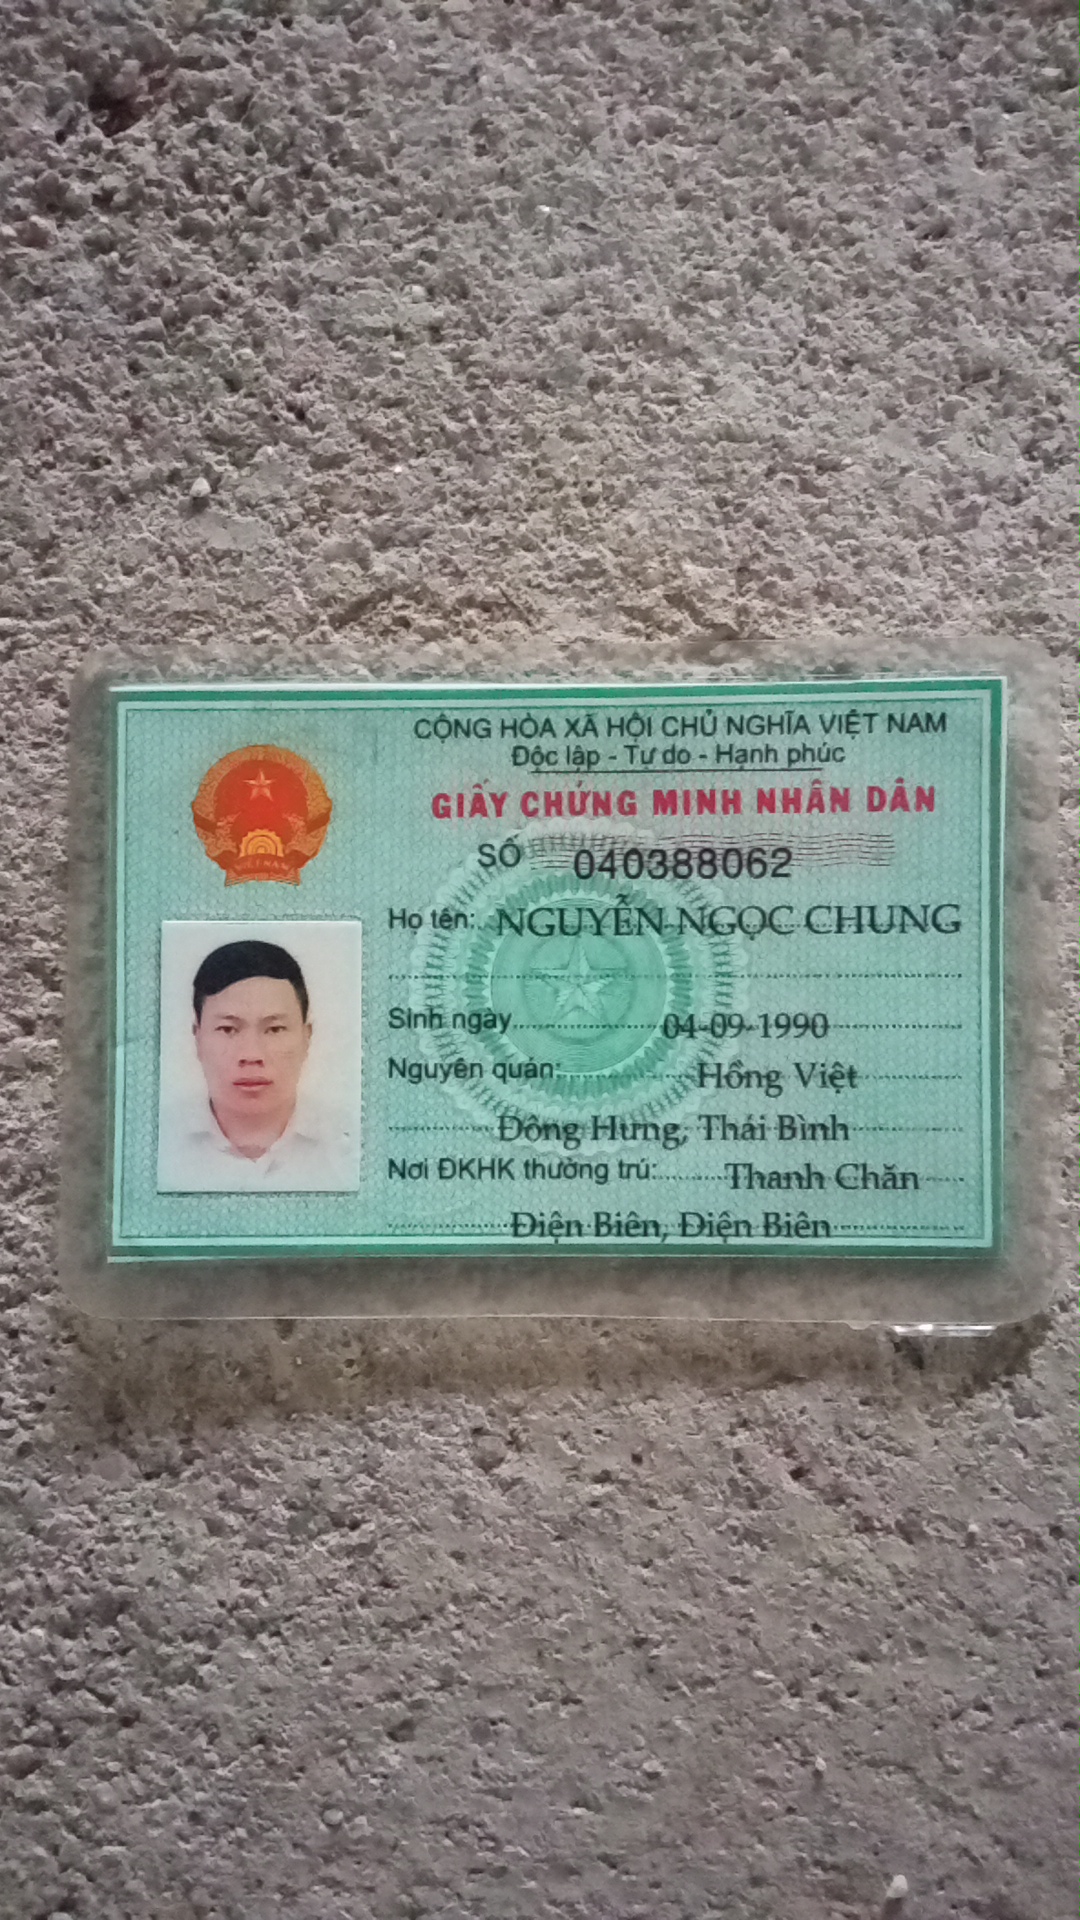 CỘNG HÒA XÃ HỘI CHỦ NGHĨA VIỆT NAM
Độc lập - Tự do - Hạnh phúc
GIẤY CHỨNG MINH NHÂN DÂN
SỐ 040388062
Họ tên: NGUYỄN NGỌC CHUNG
Sinh ngày 04-09-1990
Nguyên quán: Hồng Việt
Đông Hưng, Thái Bình
Nơi ĐKHK thường trú: Thanh Chăn
Điện Biên, Điện Biên
VIỆT NAM